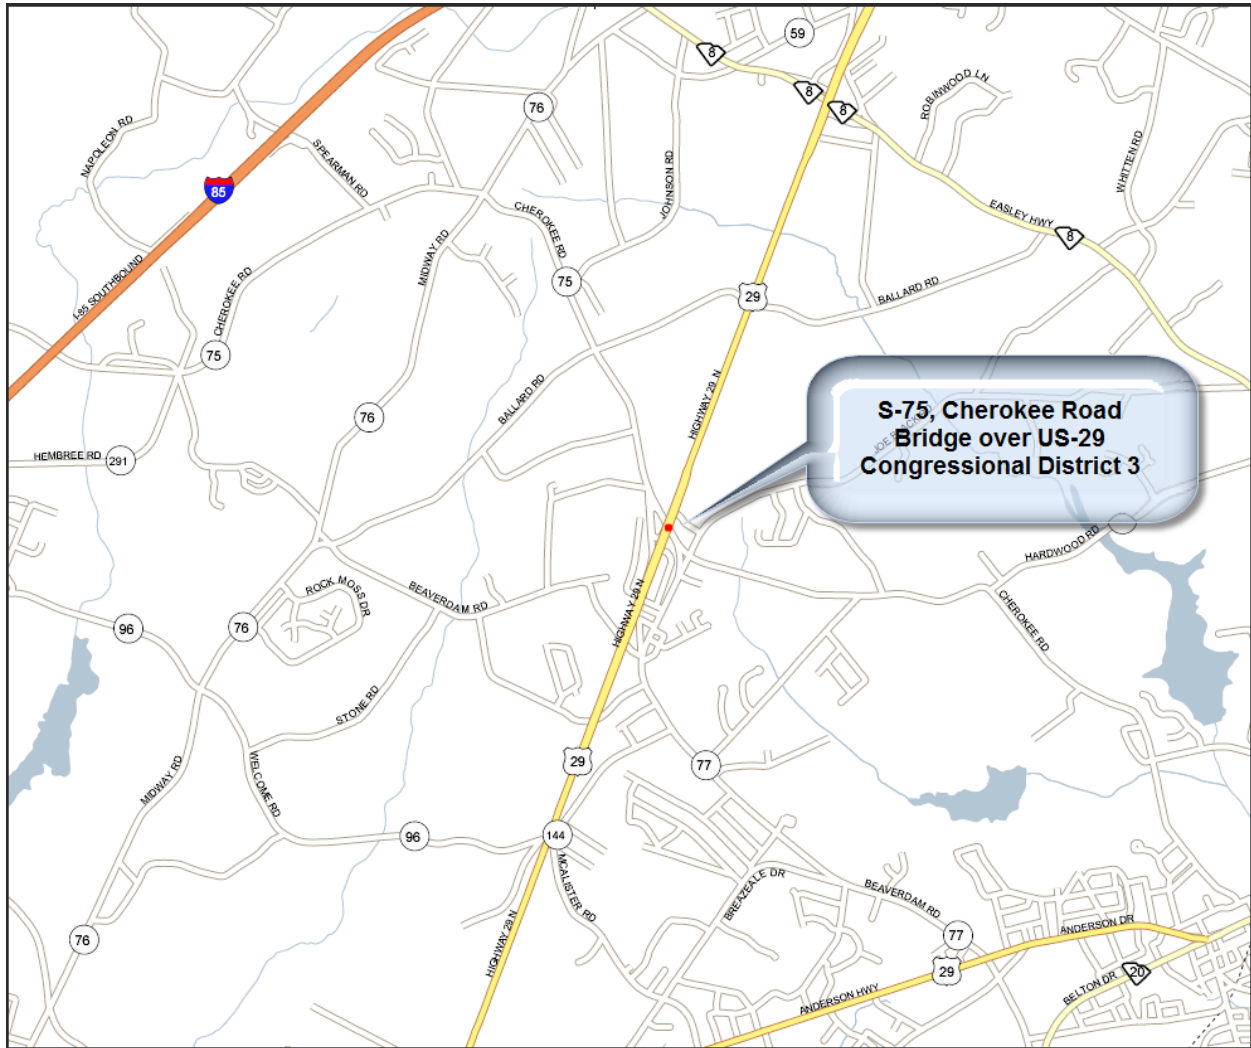 59
8
8
8
ROBINWOOD LN
76
NAPOLEON RD
SPEARMAN RD
JOHNSON RD
WHITTEN RD
85
CHEROKEE RD
EASLEY HWY
8
MIDWAY RD
I-85 SOUTHBOUND
CHEROKEE RD
75
29
BALLARD RD
75
BALLARD RD
HIGHWAY 29 N
76
S-75, Cherokee Road
Bridge over US-29
Congressional District 3
HEMBREE RD
291
HARDWOOD RD
ROCK MOSS DR
BEAVERDAM RD
HIGHWAY 29 N
CHEROKEE RD
96
76
STONE RD
MIDWAY RD
WELCOME RD
29
77
96
144
MCALISTER RD
BREAZEALE DR
BEAVERDAM RD
76
HIGHWAY 29 N
77
ANDERSON DR
29
20
ANDERSON HWY
BELTON DR